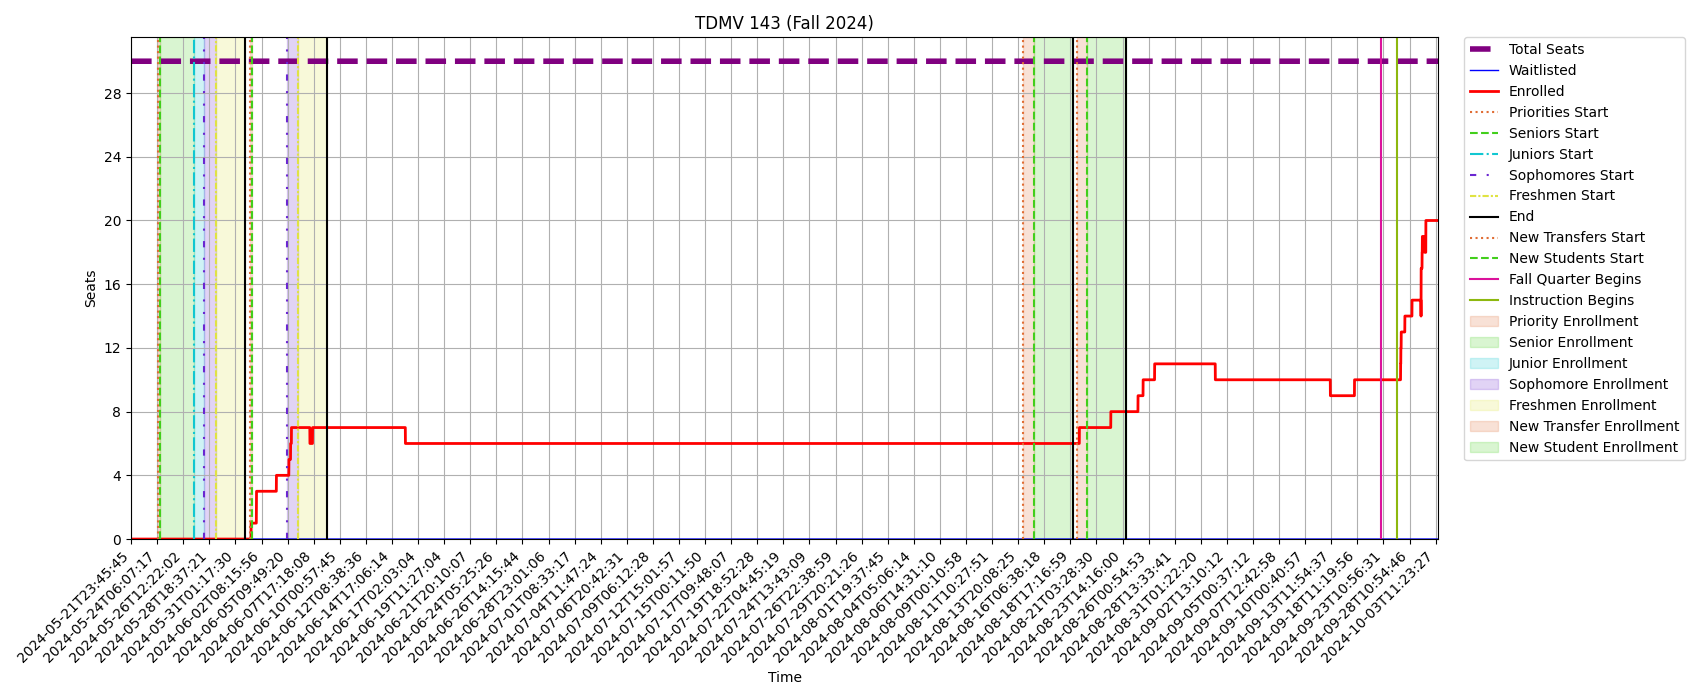 TDMV 143 (Fall 2024)
Seats
28
24
20
16
12
8
4
0
2024-05-21T23:45:45
2024-05-24T06:07:17
2024-05-26T12:22:02
2024-05-28T18:37:21
2024-05-31T01:17:30
2024-06-02T08:15:56
2024-06-05T09:49:20
2024-06-07T17:18:08
2024-06-10T00:57:45
2024-06-12T08:38:36
2024-06-14T17:06:14
2024-06-17T02:03:04
2024-06-19T11:27:04
2024-06-21T20:10:07
2024-06-24T05:25:26
2024-06-26T14:15:44
2024-06-28T23:01:06
2024-07-01T08:33:17
2024-07-04T11:47:24
2024-07-06T20:42:31
2024-07-09T06:12:28
2024-07-12T15:01:57
2024-07-15T00:11:50
2024-07-17T09:48:07
2024-07-19T18:52:28
2024-07-22T04:45:19
2024-07-24T13:43:09
2024-07-26T22:38:59
2024-07-29T20:21:26
2024-08-01T19:37:45
2024-08-04T05:06:14
2024-08-06T14:31:10
2024-08-09T00:10:58
2024-08-11T10:27:51
2024-08-13T20:08:25
2024-08-16T06:38:18
2024-08-18T17:16:59
2024-08-21T03:28:30
2024-08-23T14:16:00
2024-08-26T00:54:53
2024-08-28T13:33:41
2024-08-31T01:22:20
2024-09-02T13:10:12
2024-09-05T00:37:12
2024-09-07T12:42:58
2024-09-10T00:40:57
2024-09-13T11:54:37
2024-09-18T11:19:56
2024-09-23T10:56:31
2024-09-28T10:54:46
2024-10-03T11:23:27
Time
Total Seats
Waitlisted
Enrolled
Priorities Start
Seniors Start
Juniors Start
Sophomores Start
Freshmen Start
End
New Transfers Start
New Students Start
Fall Quarter Begins
Instruction Begins
Priority Enrollment
Senior Enrollment
Junior Enrollment
Sophomore Enrollment
Freshmen Enrollment
New Transfer Enrollment
New Student Enrollment